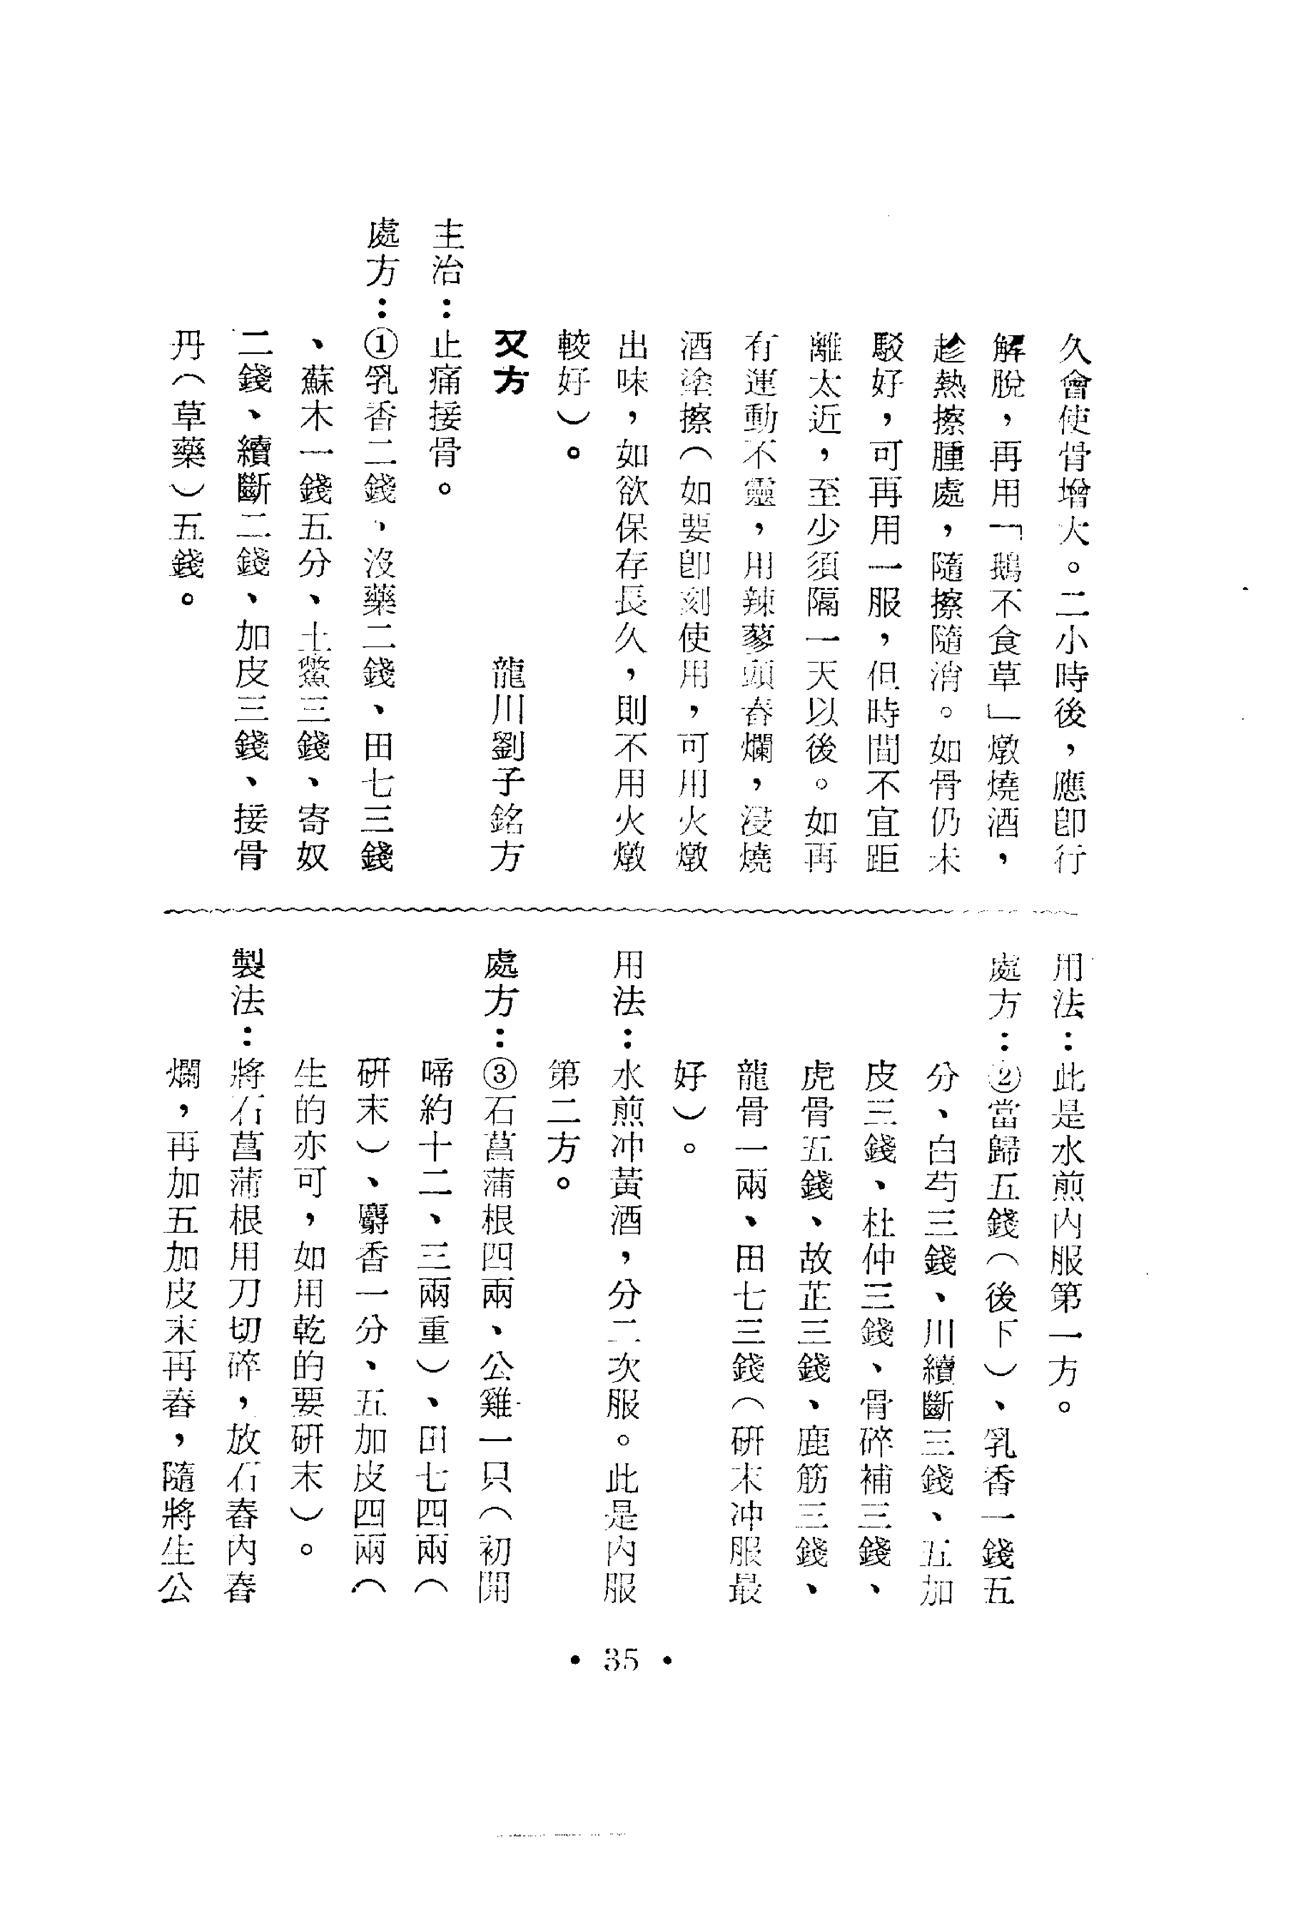 久會使骨增大。二小時後，應卽行
解脫，再用「鵝不食草」燉燒酒，
趁熱擦腫處，隨擦隨消。如骨仍未
駁好，可再用一服，但時間不宜距
離太近，至少須隔一天以後。如再
有運動不靈，用辣蓼頭舂爛，浸燒
酒塗擦（如要卽刻使用，可用火燉
出味，如欲保存長久，則不用火燉
較好）。
又方　龍川劉子銘方
主治：止痛接骨。
處方：①乳香二錢，沒藥二錢、田七三錢
、蘇木一錢五分、土鱉三錢、寄奴
二錢、續斷二錢、加皮三錢、接骨
丹（草藥）五錢。
用法：此是水煎內服第一方。
處方：②當歸五錢（後下）、乳香一錢五
分、白芍三錢、川續斷三錢、五加
皮三錢、杜仲三錢、骨碎補三錢、
虎骨五錢、故芷三錢、鹿筋三錢、
龍骨一兩、田七三錢（研末冲服最
好）。
用法：水煎冲黃酒，分二次服。此是內服
第二方。
處方：③石菖蒲根四兩、公雞一只（初開
啼約十二、三兩重）、田七四兩（
研末）、麝香一分、五加皮四兩（
生的亦可，如用乾的要研末）。
製法：將石菖蒲根用刀切碎，放石舂內舂
爛，再加五加皮末再舂，隨將生公
• 35 •